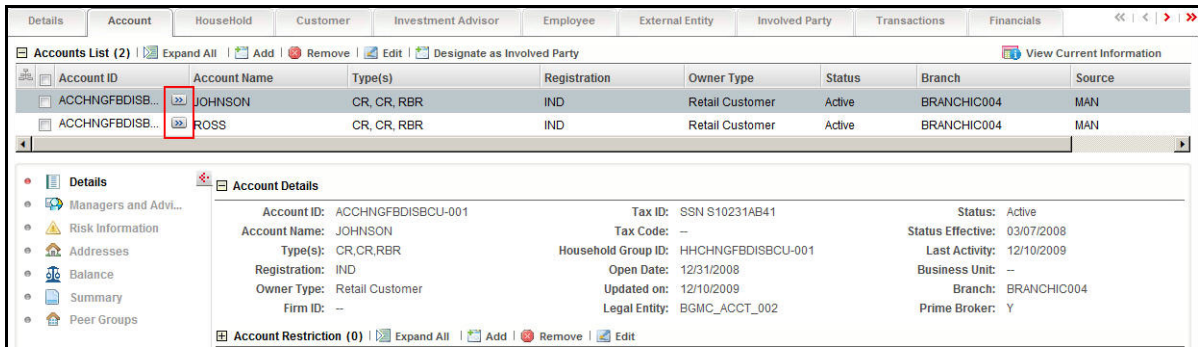 Details Account HouseHold Customer Investment Advisor Employee External Entity Involved Party Transactions Financials
Accounts List (2) | Expand All | Add | Remove | Edit | Designate as Involved Party View Current Information
Account ID Account Name Type(s) Registration Owner Type Status Branch Source
ACCHNGFBDISB... JOHNSON CR, CR, RBR IND Retail Customer Active BRANCHIC004 MAN
ACCHNGFBDISB... ROSS CR, CR, RBR IND Retail Customer Active BRANCHIC004 MAN
Details
Managers and Advi...
Risk Information
Addresses
Balance
Summary
Peer Groups
Account Details
Account ID: ACCHNGFBDISBCU-001 Tax ID: SSN S10231AB41 Status: Active
Account Name: JOHNSON Tax Code: -- Status Effective: 03/07/2008
Type(s): CR,CR,RBR Household Group ID: HHCHNGFBDISBCU-001 Last Activity: 12/10/2009
Registration: IND Open Date: 12/31/2008 Business Unit: --
Owner Type: Retail Customer Updated on: 12/10/2009 Branch: BRANCHIC004
Firm ID: -- Legal Entity: BGMC_ACCT_002 Prime Broker: Y
Account Restriction (0) | Expand All | Add | Remove | Edit